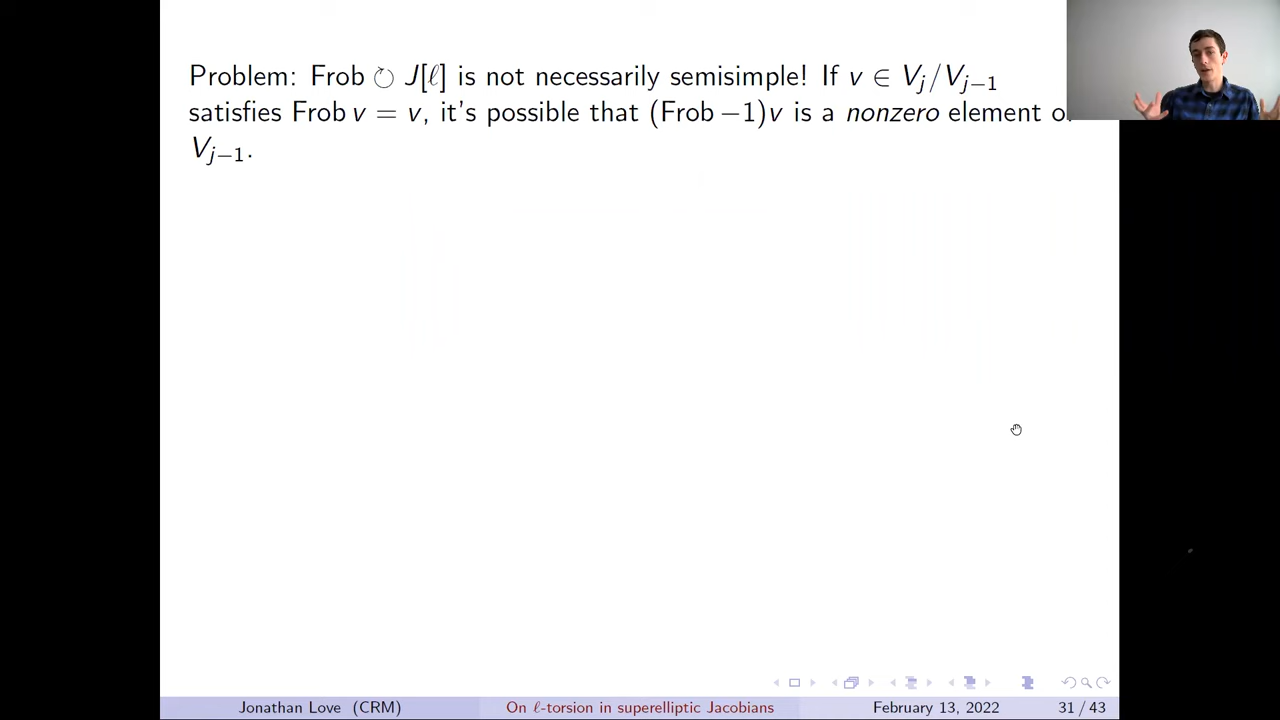 Problem: Frob ↻ J[ℓ] is not necessarily semisimple! If v ∈ V_j/V_{j−1}
satisfies Frob v = v, it's possible that (Frob −1)v is a nonzero element
V_{j−1}.
Jonathan Love (CRM) On ℓ-torsion in superelliptic Jacobians February 13, 2022 31 / 43